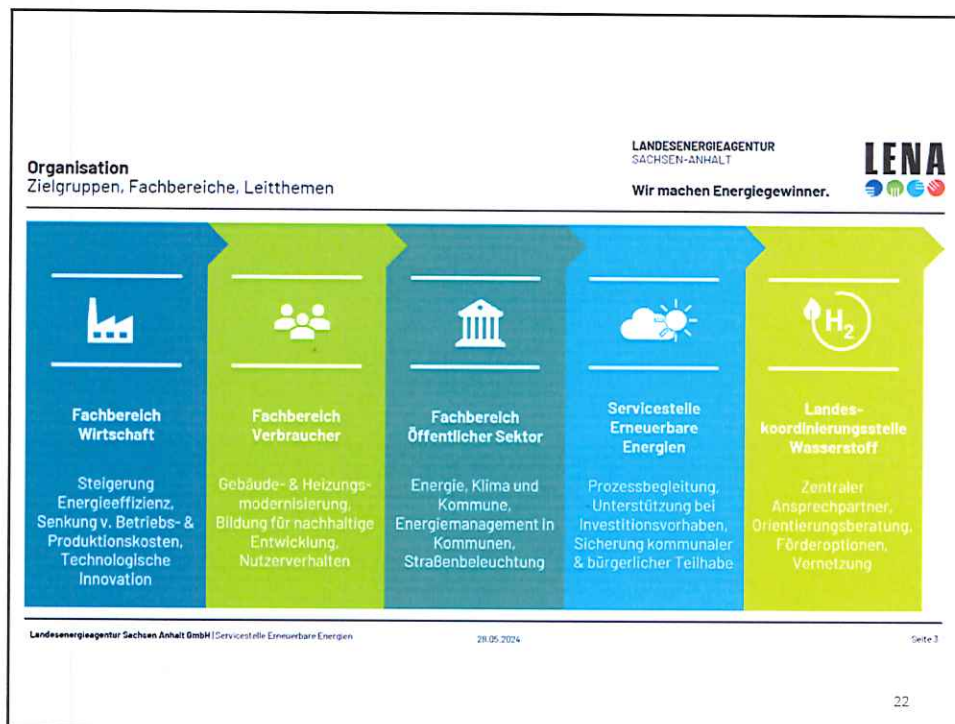 Organisation
Zielgruppen, Fachbereiche, Leitthemen
LANDESENERGIEAGENTUR
SACHSEN-ANHALT
Wir machen Energiegewinner.
LENA
Fachbereich
Wirtschaft
Steigerung
Energieeffizienz,
Senkung v. Betriebs- &
Produktionskosten,
Technologische
Innovation
Fachbereich
Verbraucher
Gebäude- & Heizungs-
modernisierung,
Bildung für nachhaltige
Entwicklung,
Nutzerverhalten
Fachbereich
Öffentlicher Sektor
Energie, Klima und
Kommune,
Energiemanagement in
Kommunen,
Straßenbeleuchtung
Servicestelle
Erneuerbare
Energien
Prozessbegleitung,
Unterstützung bei
Investitionsvorhaben,
Sicherung kommunaler
& bürgerlicher Teilhabe
H₂
Landes-
koordinierungsstelle
Wasserstoff
Zentraler
Ansprechpartner,
Orientierungsberatung,
Förderoptionen,
Vernetzung
Landesenergieagentur Sachsen Anhalt GmbH | Servicestelle Erneuerbare Energien
28.05.2024
Seite 3
22